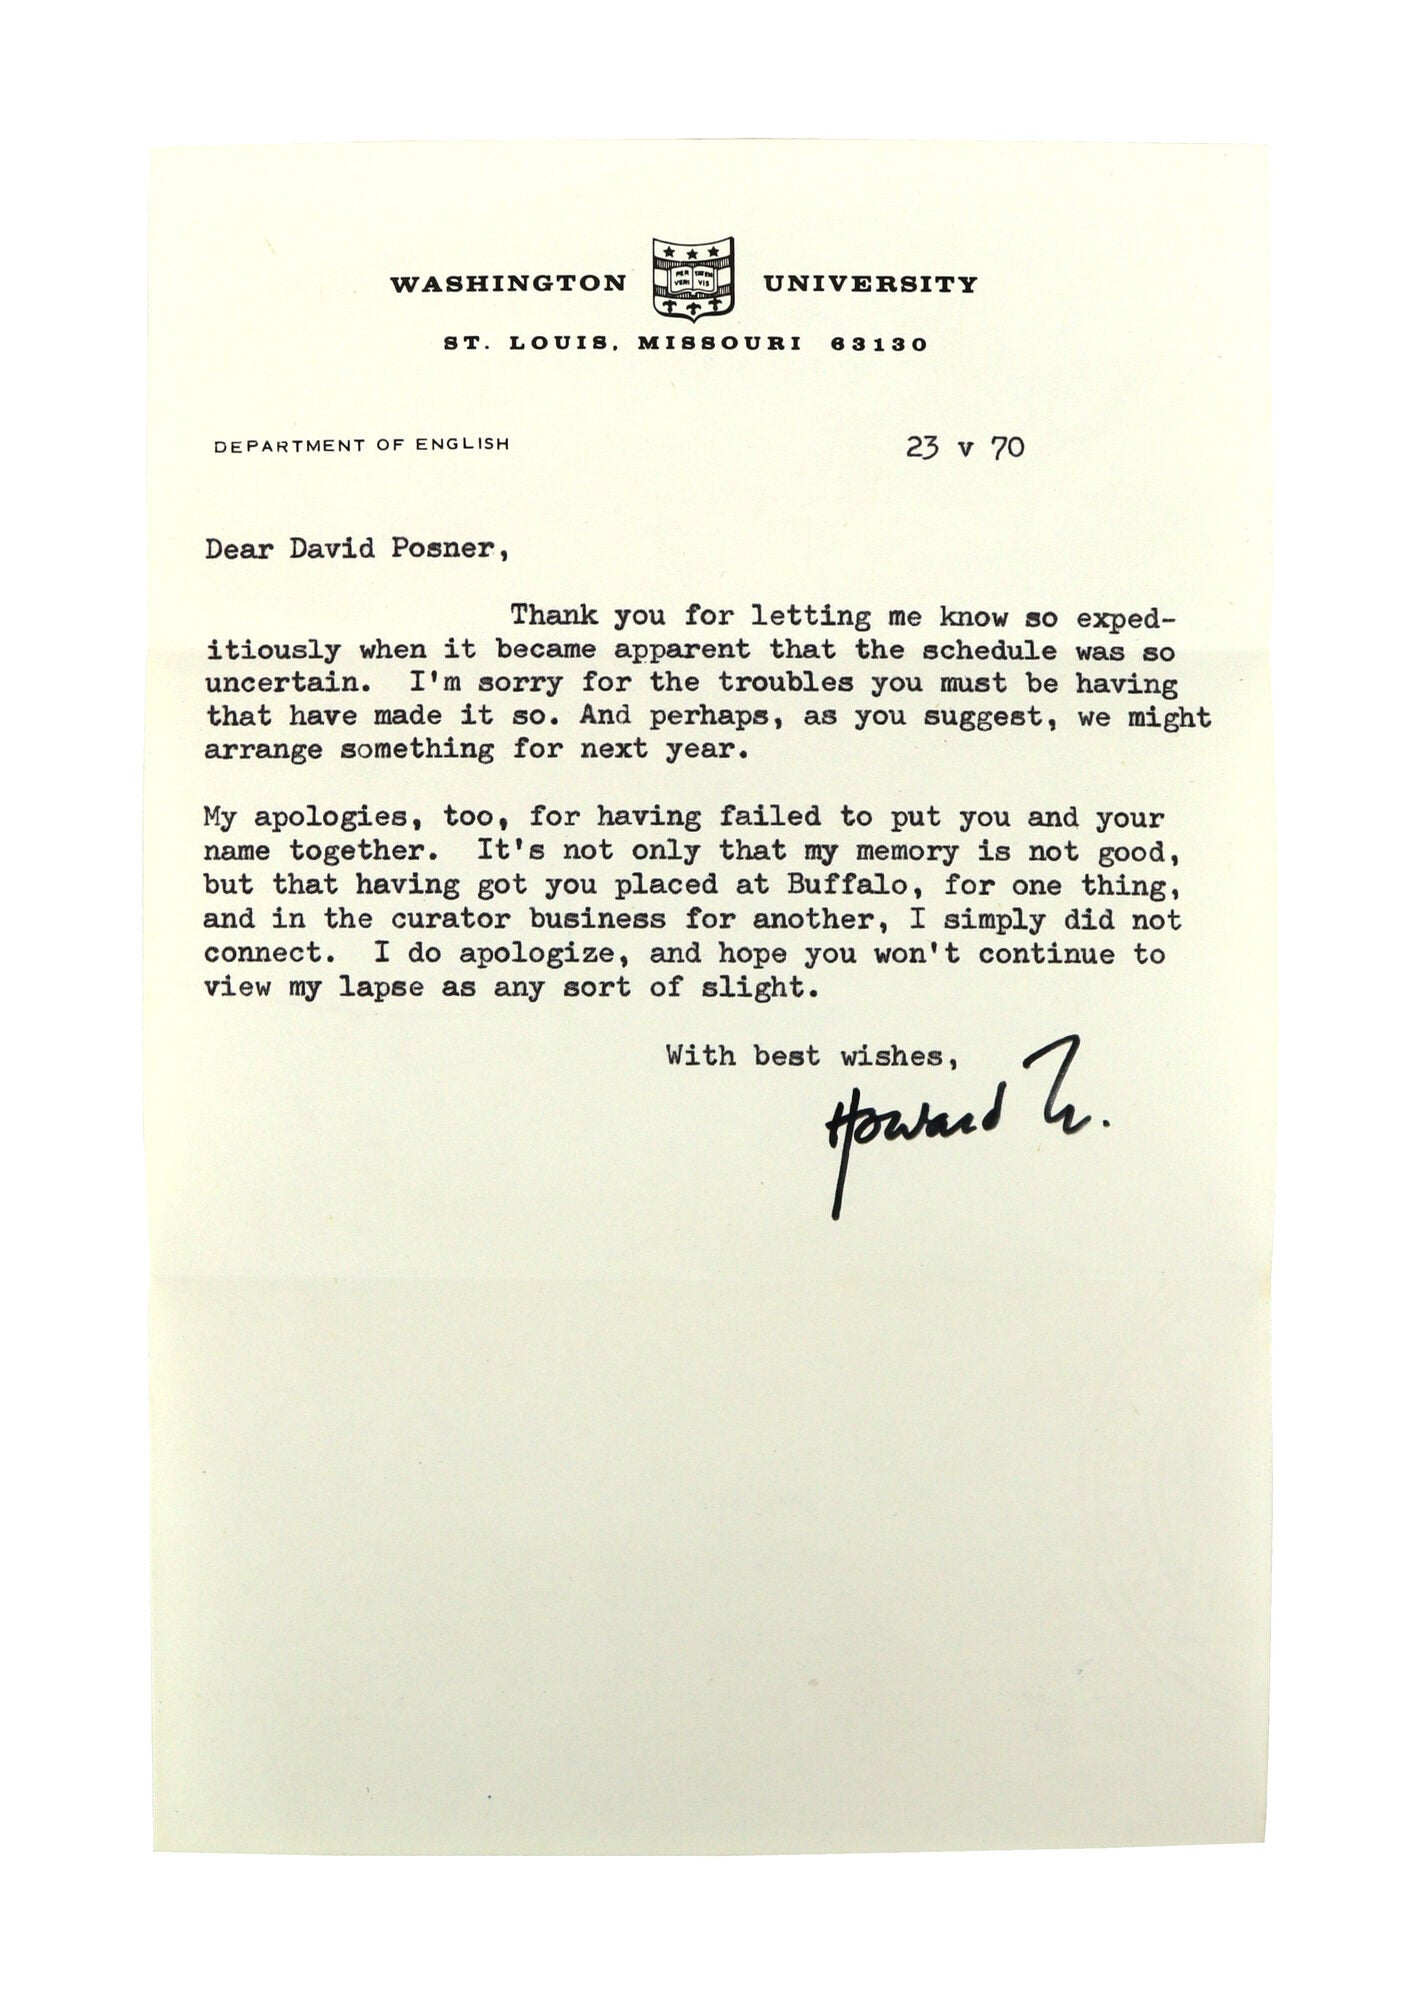 WASHINGTON UNIVERSITY
PER VERI TATEM VIS
ST. LOUIS, MISSOURI 63130
DEPARTMENT OF ENGLISH
23 v 70
Dear David Posner,
Thank you for letting me know so exped-
itiously when it became apparent that the schedule was so
uncertain. I'm sorry for the troubles you must be having
that have made it so. And perhaps, as you suggest, we might
arrange something for next year.
My apologies, too, for having failed to put you and your
name together. It's not only that my memory is not good,
but that having got you placed at Buffalo, for one thing,
and in the curator business for another, I simply did not
connect. I do apologize, and hope you won't continue to
view my lapse as any sort of slight.
With best wishes,
Howard N.